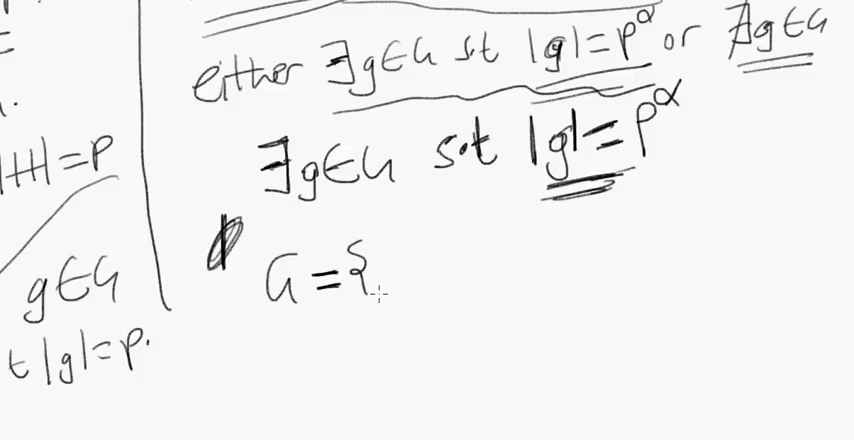 =
|H|=p
g∈G
t |g|=p.
either ∃g∈G s.t |g|=p^α or ∄g∈G
∃g∈G s.t |g|=p^α
G={